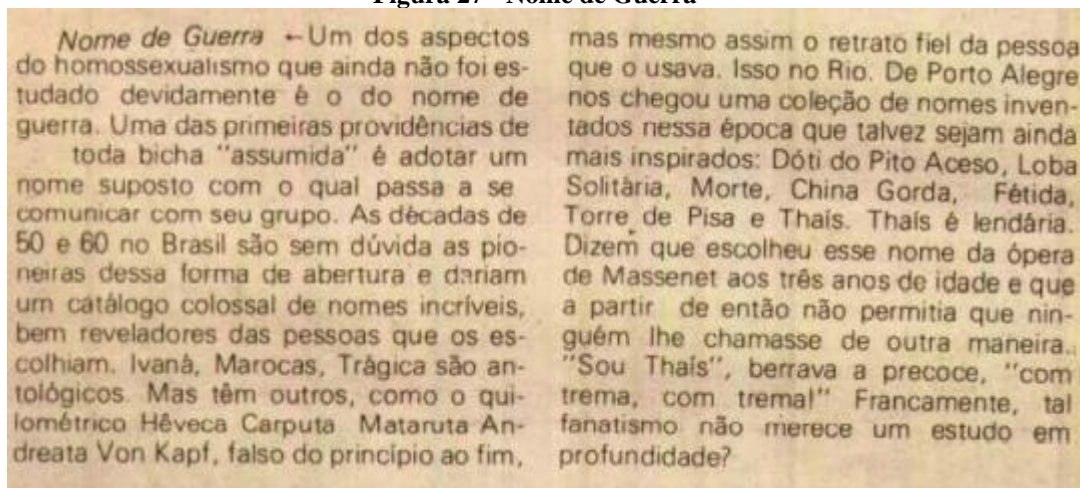 Figura 27 - Nome de Guerra
Nome de Guerra - Um dos aspectos
do homossexualismo que ainda não foi es-
tudado devidamente é o do nome de
guerra. Uma das primeiras providências de
toda bicha "assumida" é adotar um
nome suposto com o qual passa a se
comunicar com seu grupo. As décadas de
50 e 60 no Brasil são sem dúvida as pio-
neiras dessa forma de abertura e dariam
um catálogo colossal de nomes incríveis,
bem reveladores das pessoas que os es-
colhiam. Ivanâ, Marocas, Trágica são an-
tológicos. Mas têm outros, como o qui-
lométrico Hêveca Carputa Mataruta An-
dreata Von Kapf, falso do princípio ao fim,
mas mesmo assim o retrato fiel da pessoa
que o usava. Isso no Rio. De Porto Alegre
nos chegou uma coleção de nomes inven-
tados nessa época que talvez sejam ainda
mais inspirados: Dóti do Pito Aceso, Loba
Solitária, Morte, China Gorda, Fétida,
Torre de Pisa e Thaís. Thaís é lendária.
Dizem que escolheu esse nome da ópera
de Massenet aos três anos de idade e que
a partir de então não permitia que nin-
guém lhe chamasse de outra maneira.
"Sou Thaís", berrava a precoce, "com
trema, com trema!" Francamente, tal
fanatismo não merece um estudo em
profundidade?